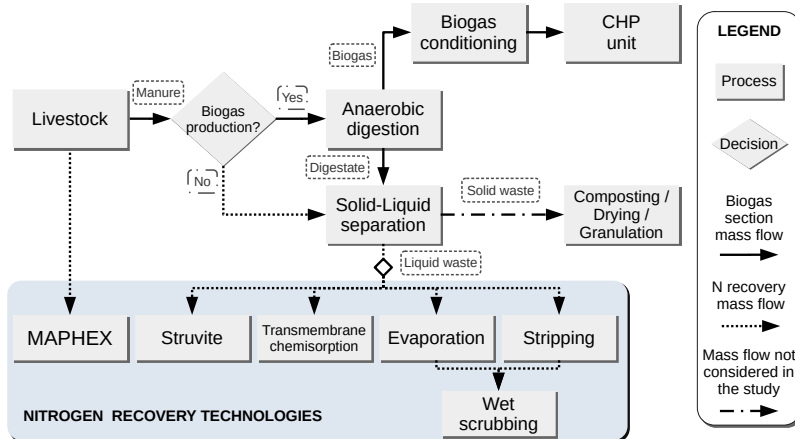 Biogas
conditioning
CHP
unit
LEGEND
Biogas
Process
Manure
Yes
Livestock
Biogas
production?
Anaerobic
digestion
Decision
No
Digestate
Solid waste
Solid-Liquid
separation
Composting /
Drying /
Granulation
Biogas
section
mass flow
Liquid waste
N recovery
mass flow
MAPHEX
Struvite
Transmembrane
chemisorption
Evaporation
Stripping
Mass flow not
considered in
the study
Wet
scrubbing
NITROGEN RECOVERY TECHNOLOGIES